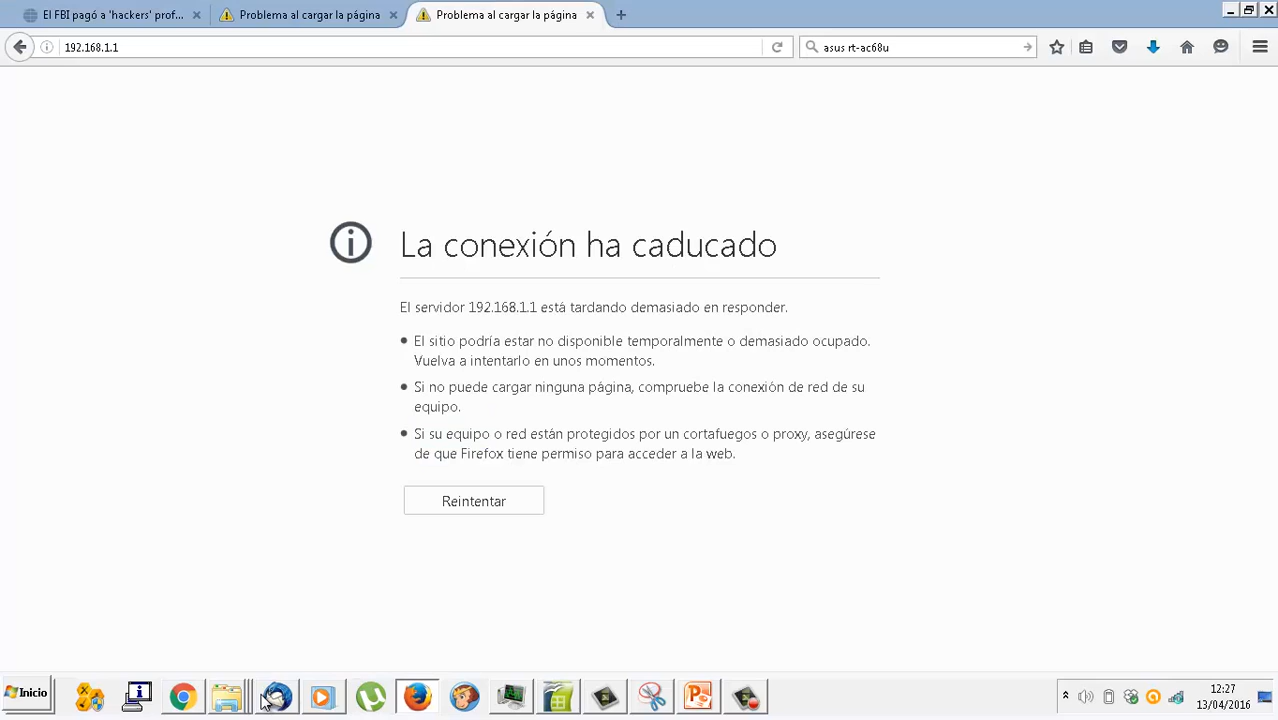 El FBI pagó a 'hackers' prof...
Problema al cargar la página
Problema al cargar la página
192.168.1.1
asus rt-ac68u
La conexión ha caducado
El servidor 192.168.1.1 está tardando demasiado en responder.
El sitio podría estar no disponible temporalmente o demasiado ocupado.
Vuelva a intentarlo en unos momentos.
Si no puede cargar ninguna página, compruebe la conexión de red de su
equipo.
Si su equipo o red están protegidos por un cortafuegos o proxy, asegúrese
de que Firefox tiene permiso para acceder a la web.
Reintentar
Inicio
12:27
13/04/2016